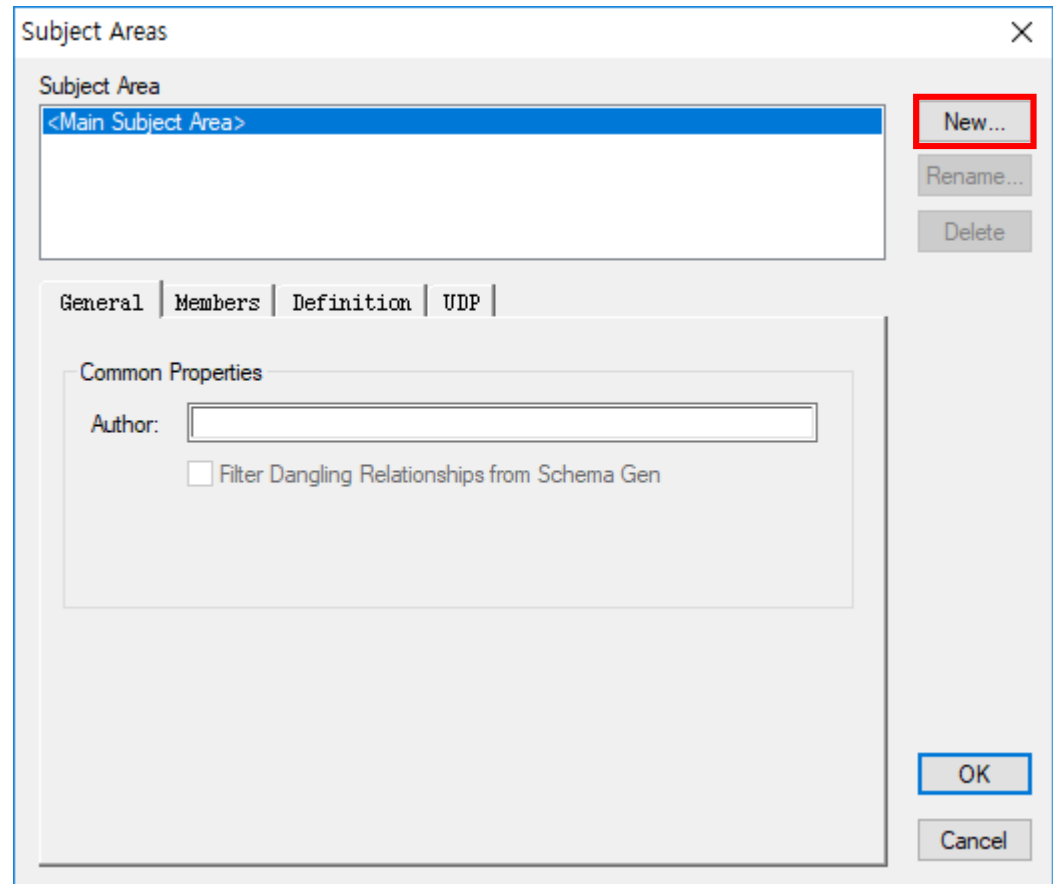 Subject Areas
Subject Area
<Main Subject Area>
New...
Rename...
Delete
General Members Definition UDP
Common Properties
Author:
Filter Dangling Relationships from Schema Gen
OK
Cancel